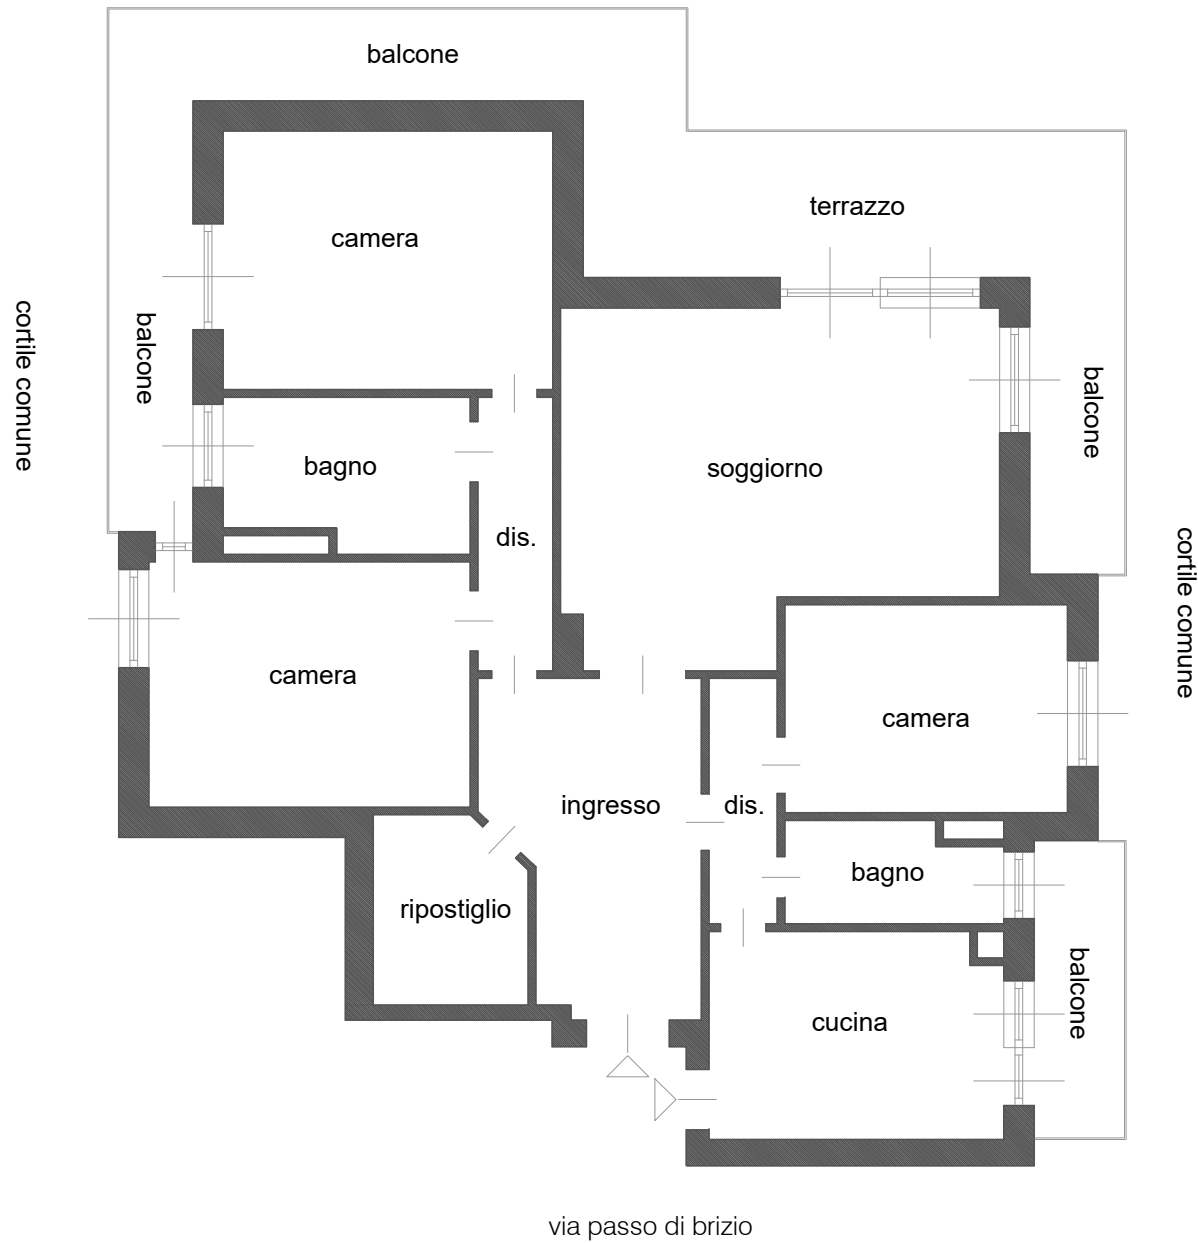 balcone
terrazzo
camera
cortile comune
balcone
balcone
bagno
soggiorno
dis.
cortile comune
camera
camera
ingresso
dis.
bagno
ripostiglio
balcone
cucina
via passo di brizio